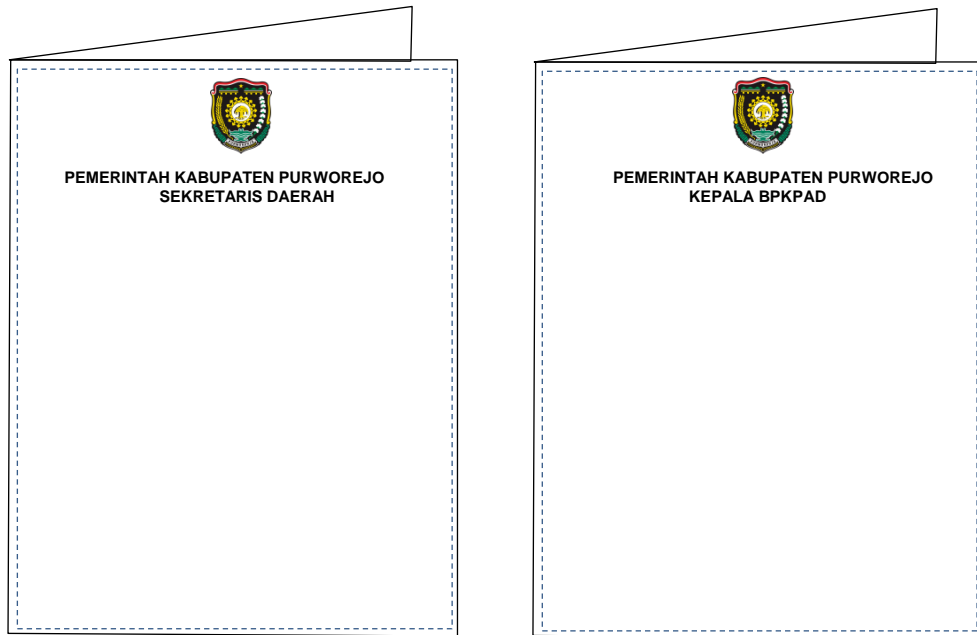 PEMERINTAH KABUPATEN PURWOREJO
SEKRETARIS DAERAH
PEMERINTAH KABUPATEN PURWOREJO
KEPALA BPKPAD